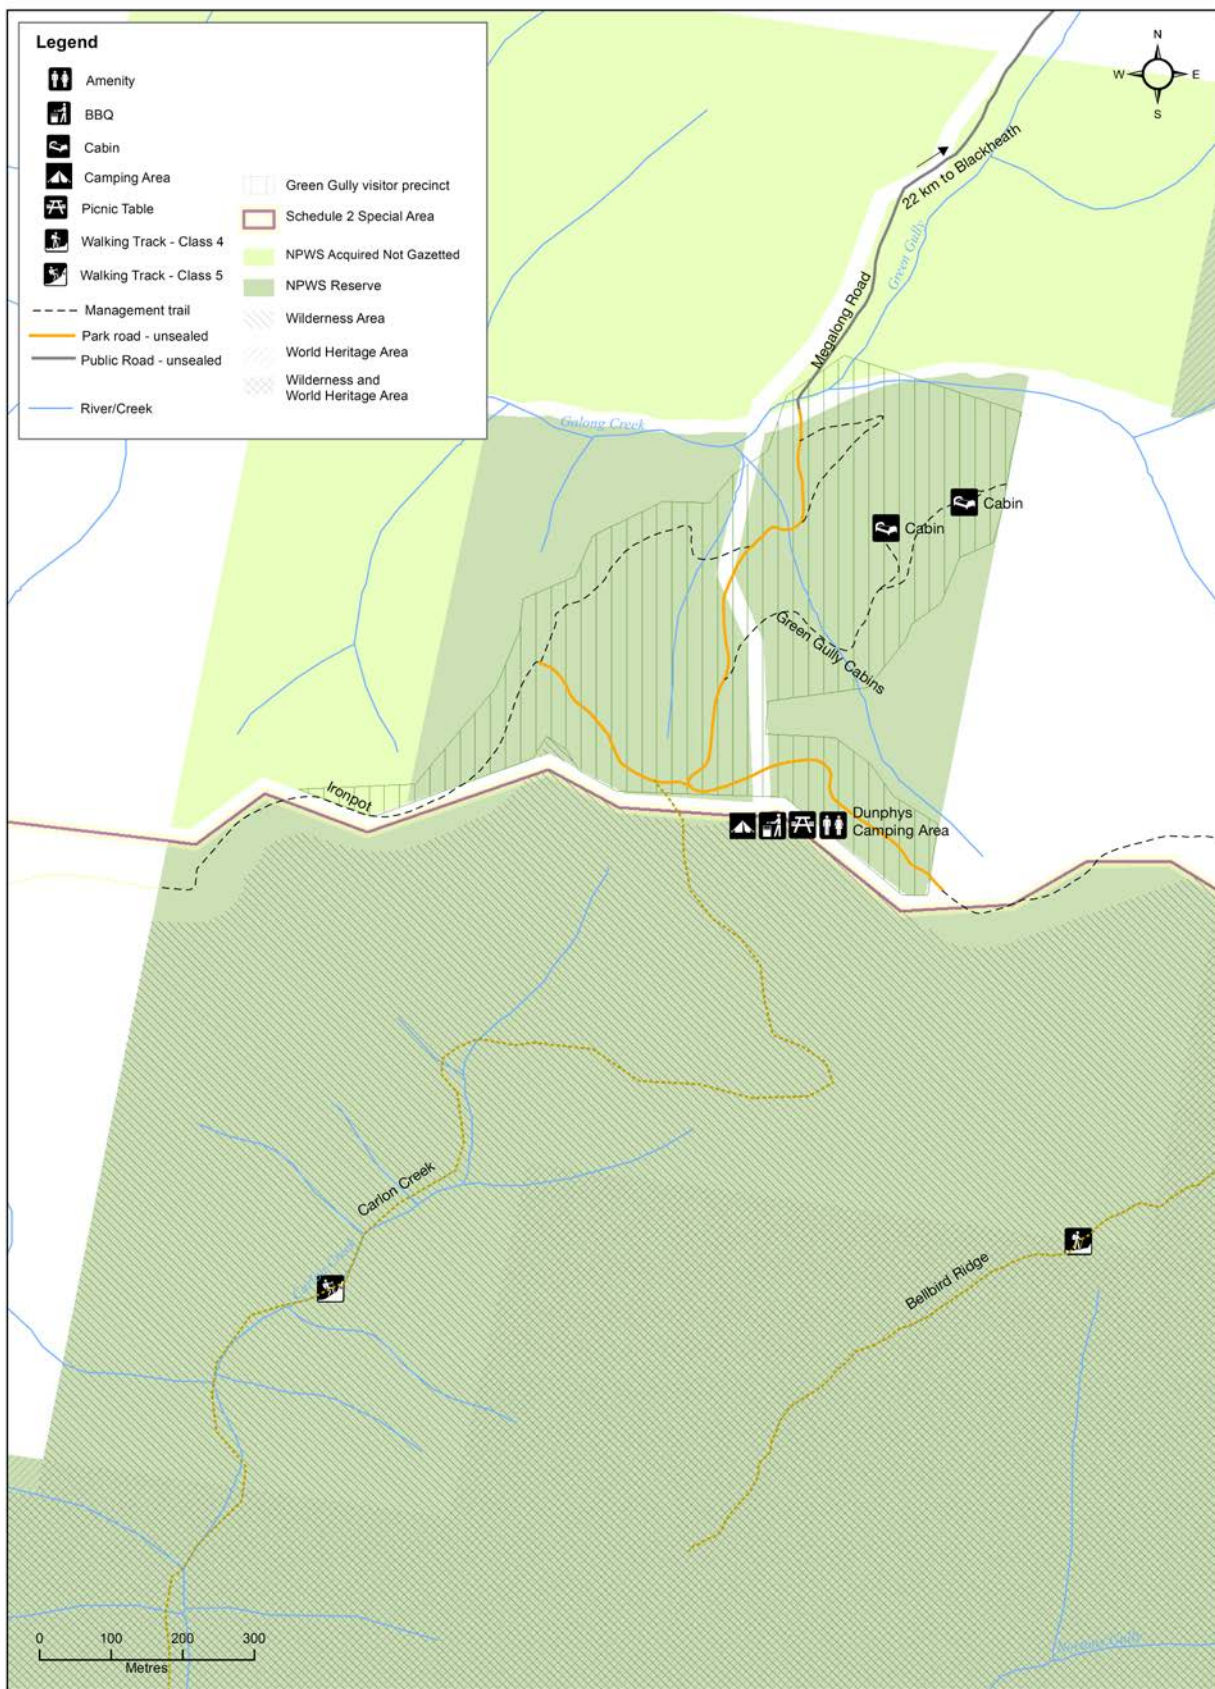 Legend
Amenity
BBQ
Cabin
Camping Area
Picnic Table
Walking Track - Class 4
Walking Track - Class 5
Management trail
Park road - unsealed
Public Road - unsealed
River/Creek
Green Gully visitor precinct
Schedule 2 Special Area
NPWS Acquired Not Gazetted
NPWS Reserve
Wilderness Area
World Heritage Area
Wilderness and
World Heritage Area
N
W
E
S
22 km to Blackheath
Green Gully
Megalong Road
Galong Creek
Cabin
Cabin
Green Gully Cabins
Ironpot
Dunphys
Camping Area
Carlon Creek
Creek
Bellbird Ridge
Gully
0 100 200 300
Metres